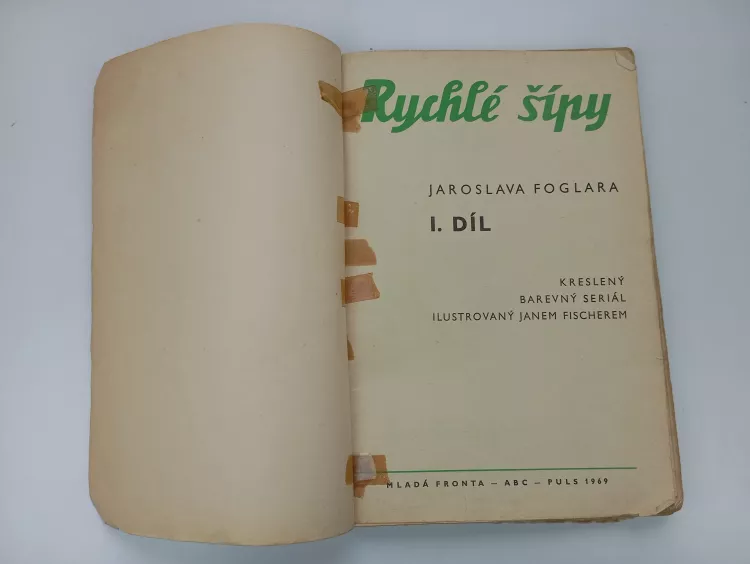 Rychlé šípy
JAROSLAVA FOGLARA
I. DÍL
KRESLENÝ
BAREVNÝ SERIÁL
ILUSTROVANÝ JANEM FISCHEREM
MLADÁ FRONTA — ABC — PULS 1969